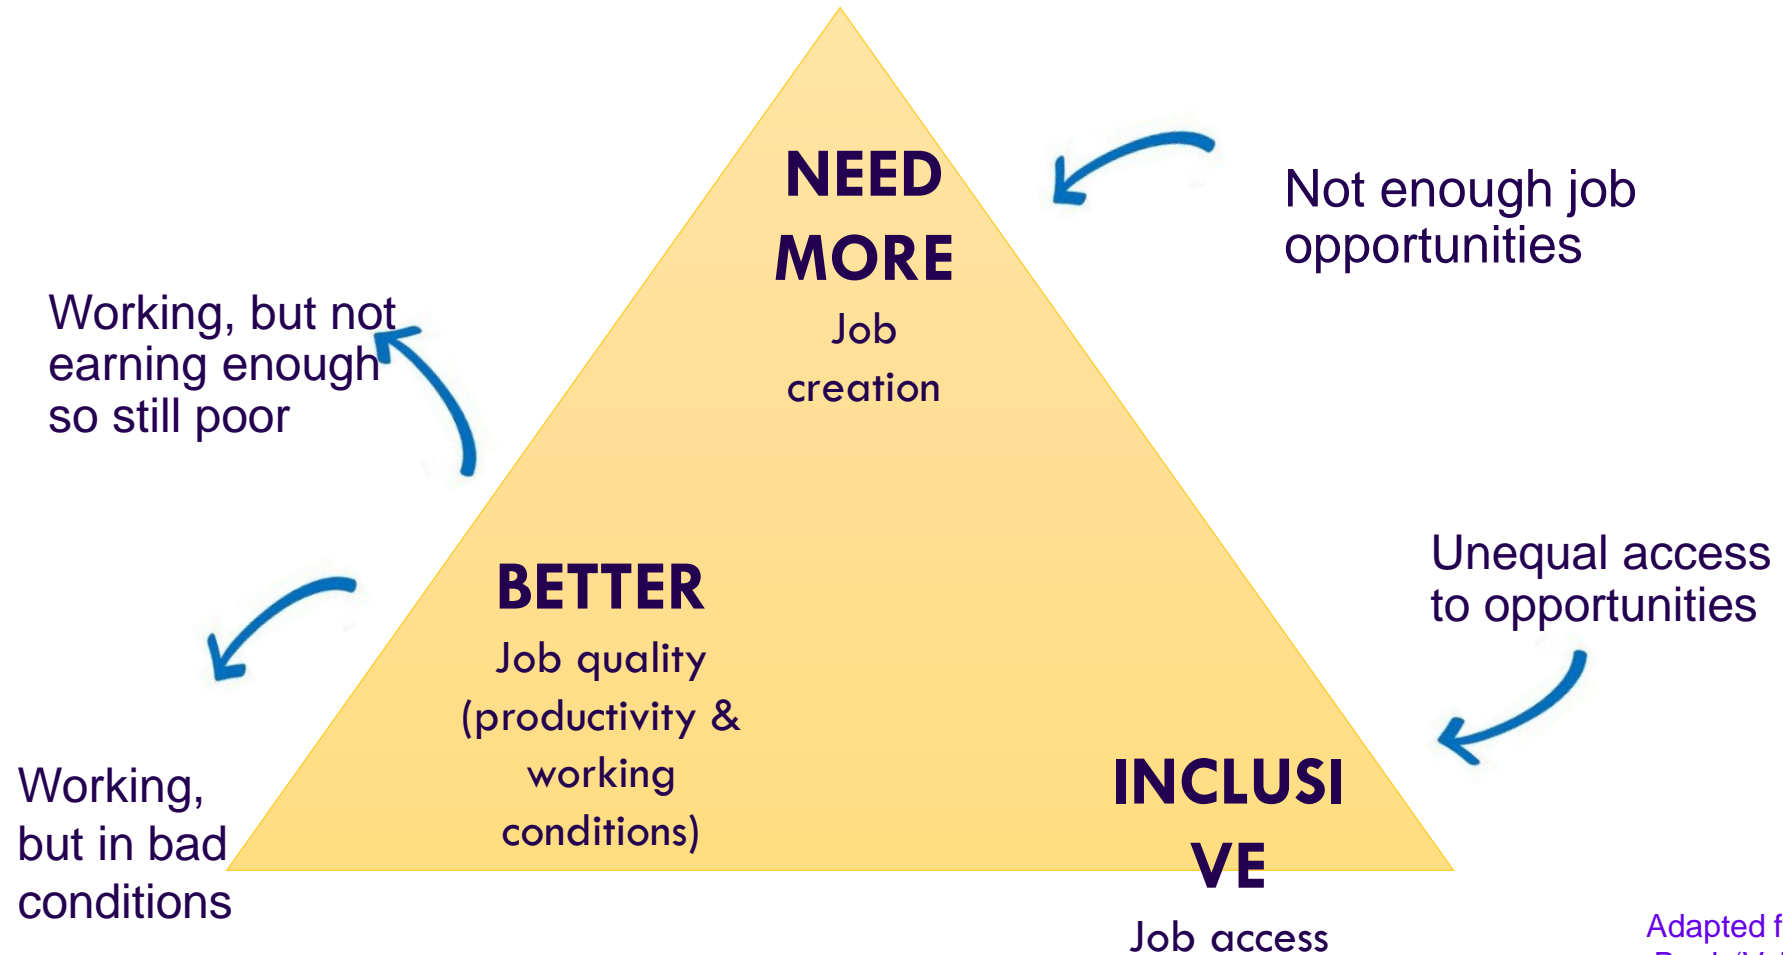 NEED
MORE
Job
creation
Not enough job
opportunities
Working, but not
earning enough
so still poor
BETTER
Job quality
(productivity &
working
conditions)
Unequal access
to opportunities
Working,
but in bad
conditions
INCLUSI
VE
Job access
Adapted